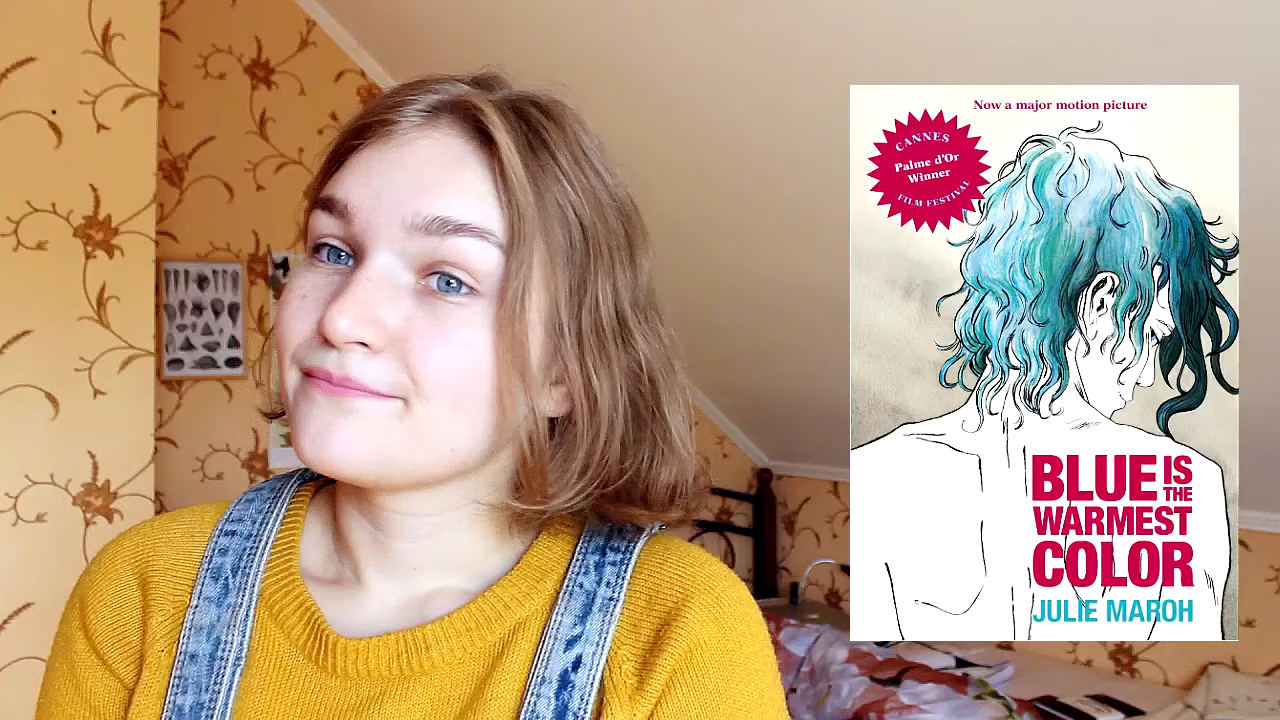 Now a major motion picture
CANNES
Palme d'Or
Winner
FILM FESTIVAL
BLUE IS
THE
WARMEST
COLOR
JULIE MAROH